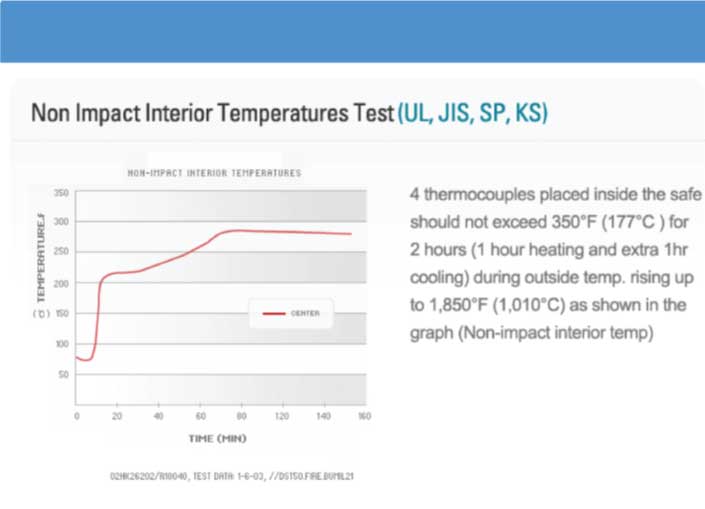 Non Impact Interior Temperatures Test (UL, JIS, SP, KS)
NON-IMPACT INTERIOR TEMPERATURES
350
300
250
200
150
100
50
TEMPERATURE,F
CENTER
0 20 40 60 80 120 140 160
TIME (MIN)
02HK26202/R10040, TEST DATA: 1-6-03, //DST50.FIRE.
4 thermocouples placed inside the safe
should not exceed 350°F (177°C ) for
2 hours (1 hour heating and extra 1hr
cooling) during outside temp. rising up
to 1,850°F (1,010°C) as shown in the
graph (Non-impact interior temp)